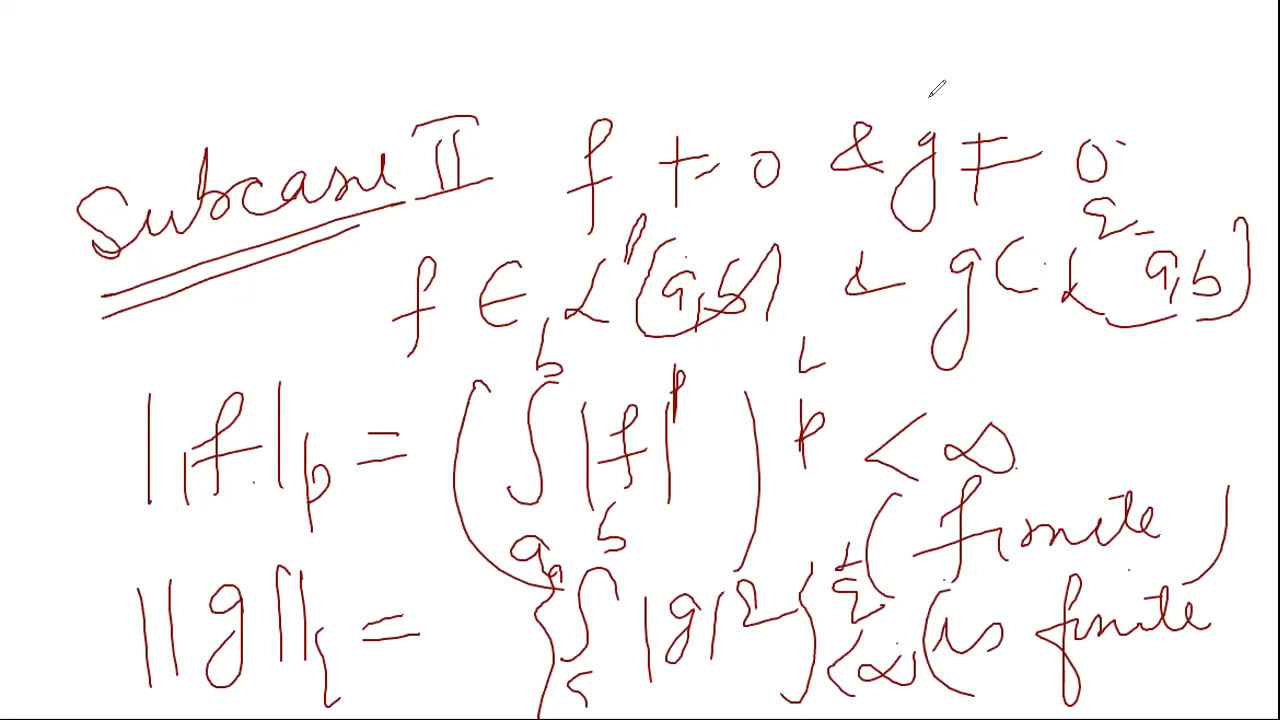 Subcase II f ≠ 0 & g ≠ 0
f ∈ L^p(a,b) & g ∈ L^q(a,b)
||f||_p = (∫_a^b |f|^p)^{1/p} < ∞ (finite)
||g||_q = {∫_a^b |g|^q}^{1/q} < ∞ (is finite